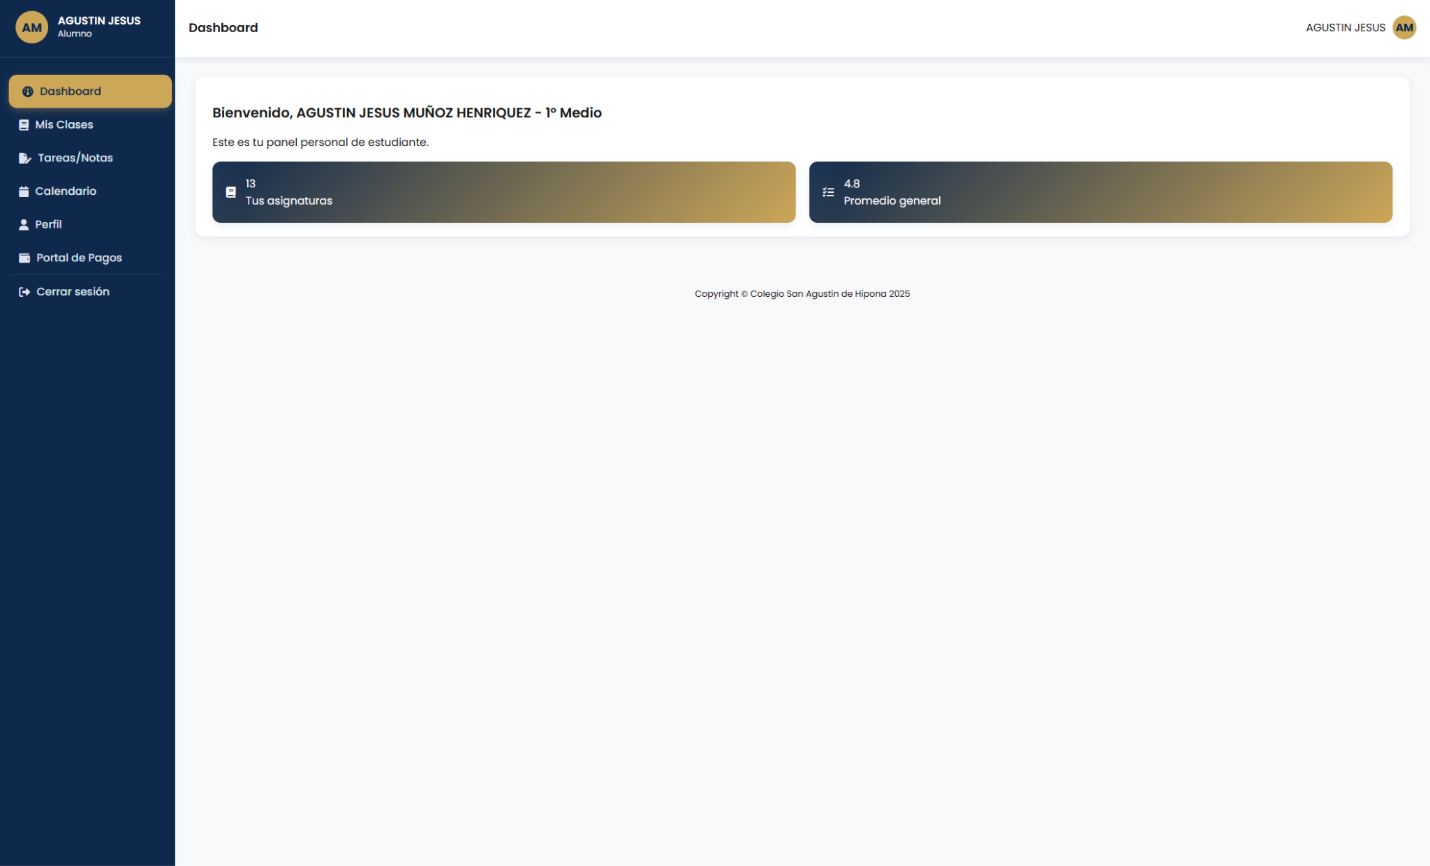 AM
AGUSTIN JESUS
Alumno
Dashboard
Mis Clases
Tareas/Notas
Calendario
Perfil
Portal de Pagos
Cerrar sesión
Dashboard
AGUSTIN JESUS AM
Bienvenido, AGUSTIN JESUS MUÑOZ HENRIQUEZ - 1° Medio
Este es tu panel personal de estudiante.
13
Tus asignaturas
4.8
Promedio general
Copyright © Colegio San Agustín de Hipona 2025